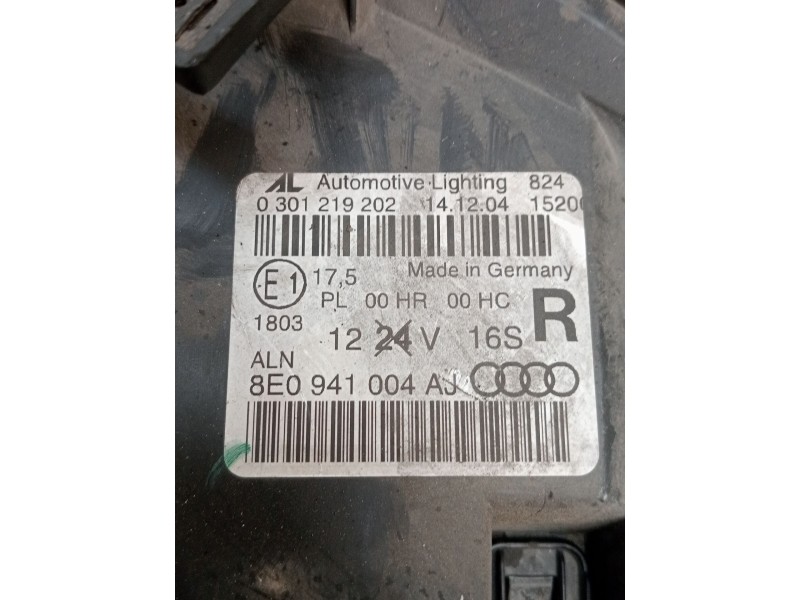 AL Automotive Lighting 824
0 301 219 202 14.12.04 1520
E1 17,5 Made in Germany
PL 00 HR 00 HC R
1803 12 24 V 16S
ALN
8E0 941 004 AJ